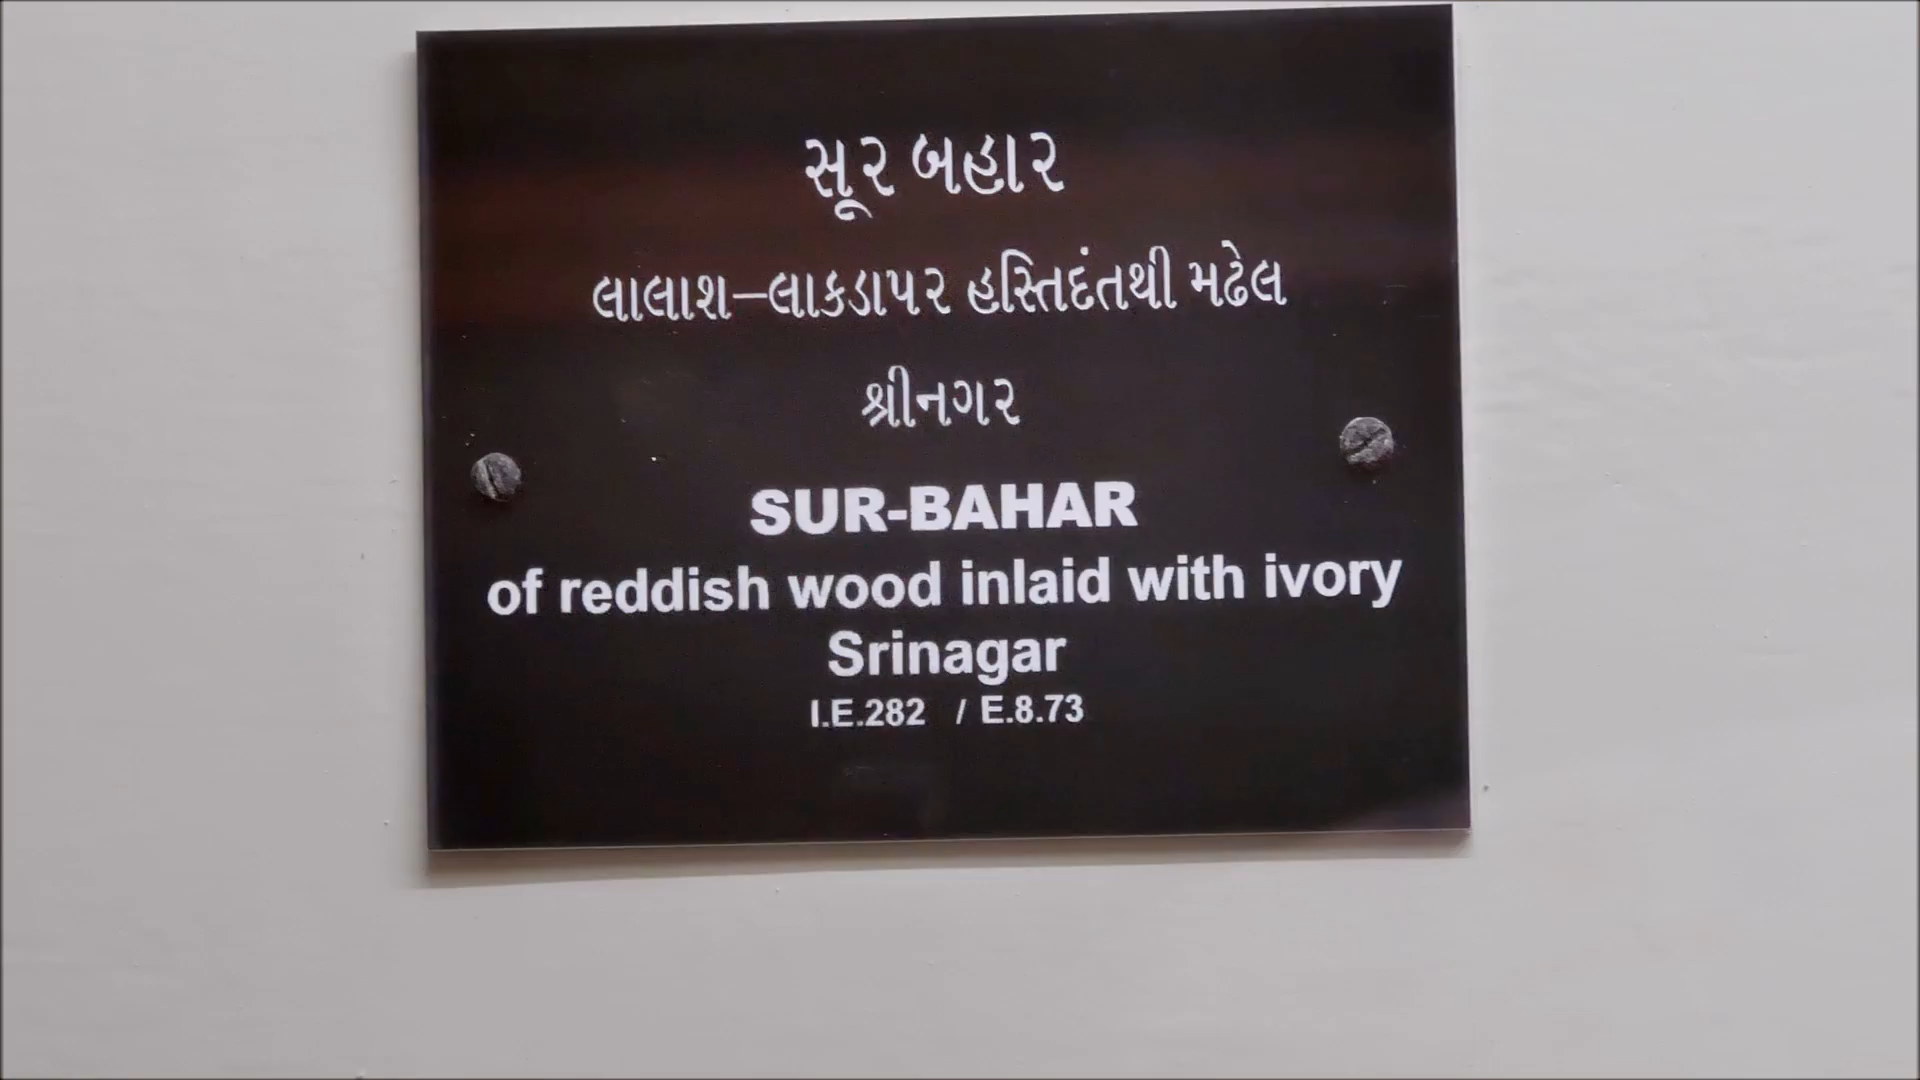 સૂર બહાર
લાલાશ–લાકડાપર હસ્તિદંતથી મઢેલ
શ્રીનગર
SUR-BAHAR
of reddish wood inlaid with ivory
Srinagar
I.E.282 / E.8.73